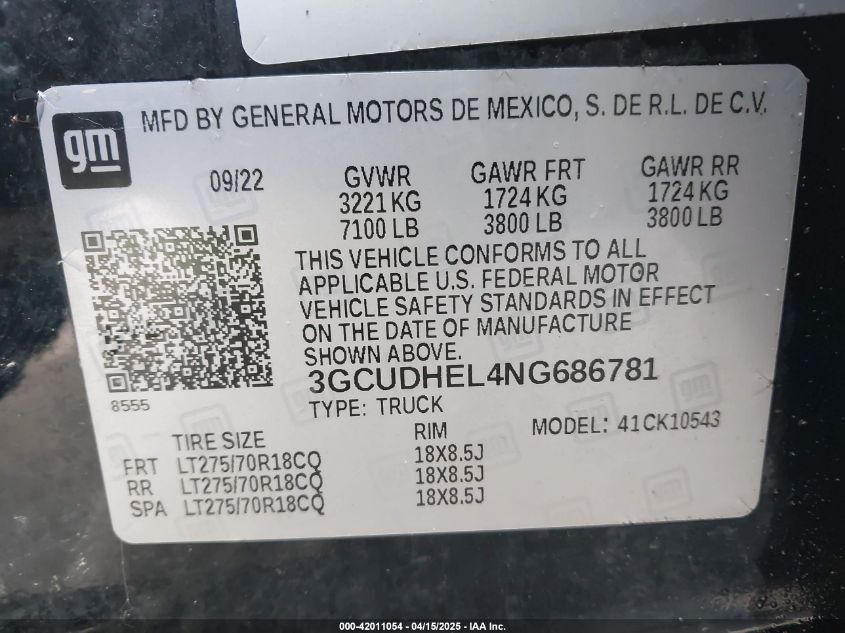 gm
MFD BY GENERAL MOTORS DE MEXICO, S. DE R.L. DE C.V.
09/22 GVWR GAWR FRT GAWR RR
3221 KG 1724 KG 1724 KG
7100 LB 3800 LB 3800 LB
THIS VEHICLE CONFORMS TO ALL
APPLICABLE U.S. FEDERAL MOTOR
VEHICLE SAFETY STANDARDS IN EFFECT
ON THE DATE OF MANUFACTURE
SHOWN ABOVE.
3GCUDHEL4NG686781
8555 TYPE: TRUCK
TIRE SIZE RIM MODEL: 41CK10543
FRT LT275/70R18CQ 18X8.5J
RR LT275/70R18CQ 18X8.5J
SPA LT275/70R18CQ 18X8.5J
000-42011054 - 04/15/2025 - IAA Inc.